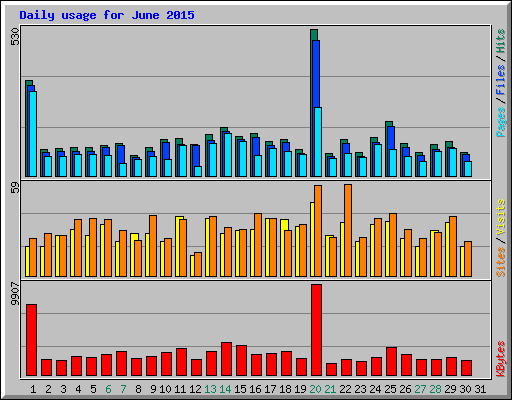 Daily usage for June 2015
530
Pages / Files / Hits
59
Sites / Visits
9907
KBytes
1 2 3 4 5 6 7 8 9 10 11 12 13 14 15 16 17 18 19 20 21 22 23 24 25 26 27 28 29 30 31